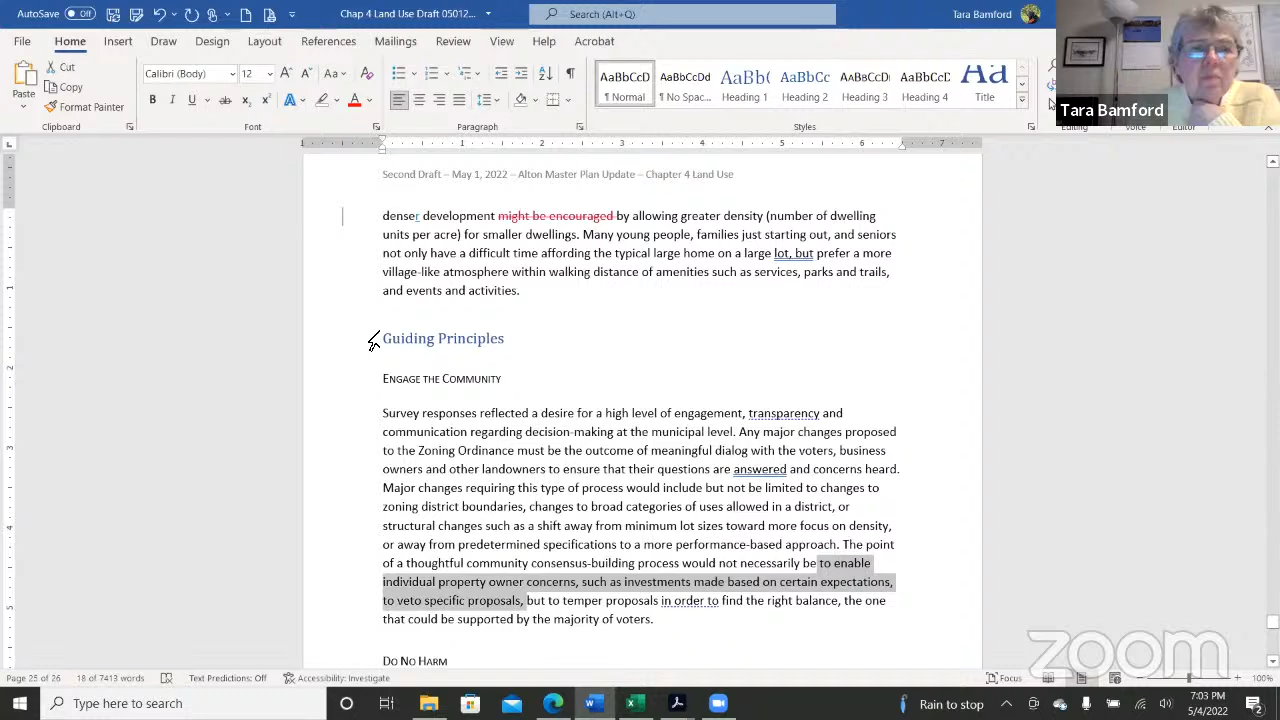 AutoSave Off
Chap 4 Land Use
Alton Master Plan Update - Second Draft
Tara Bamford
File Home Insert Draw Design Layout References Mailings Review View Help Acrobat
Paste
Cut
Copy
Format Painter
Calibri (Body) 12
AaBbCcD AaBbCcDd AaBbC AaBbCc AaBbCcD AaBbCcD Aa
¶ Normal ¶ No Spac... Heading 1 Heading 2 Heading 3 Heading 4 Title
Clipboard Font Paragraph Styles Editing Voice Editor
Tara Bamford
Second Draft – May 1, 2022 – Alton Master Plan Update – Chapter 4 Land Use
denser development might be encouraged by allowing greater density (number of dwelling
units per acre) for smaller dwellings. Many young people, families just starting out, and seniors
not only have a difficult time affording the typical large home on a large lot, but prefer a more
village-like atmosphere within walking distance of amenities such as services, parks and trails,
and events and activities.
Guiding Principles
ENGAGE THE COMMUNITY
Survey responses reflected a desire for a high level of engagement, transparency and
communication regarding decision-making at the municipal level. Any major changes proposed
to the Zoning Ordinance must be the outcome of meaningful dialog with the voters, business
owners and other landowners to ensure that their questions are answered and concerns heard.
Major changes requiring this type of process would include but not be limited to changes to
zoning district boundaries, changes to broad categories of uses allowed in a district, or
structural changes such as a shift away from minimum lot sizes toward more focus on density,
or away from predetermined specifications to a more performance-based approach. The point
of a thoughtful community consensus-building process would not necessarily be to enable
individual property owner concerns, such as investments made based on certain expectations,
to veto specific proposals, but to temper proposals in order to find the right balance, the one
that could be supported by the majority of voters.
DO NO HARM
zoom
Page 25 of 26 18 of 7413 words Text Predictions: Off Accessibility: Investigate Focus 100%
Type here to search
Rain to stop
7:03 PM
5/4/2022